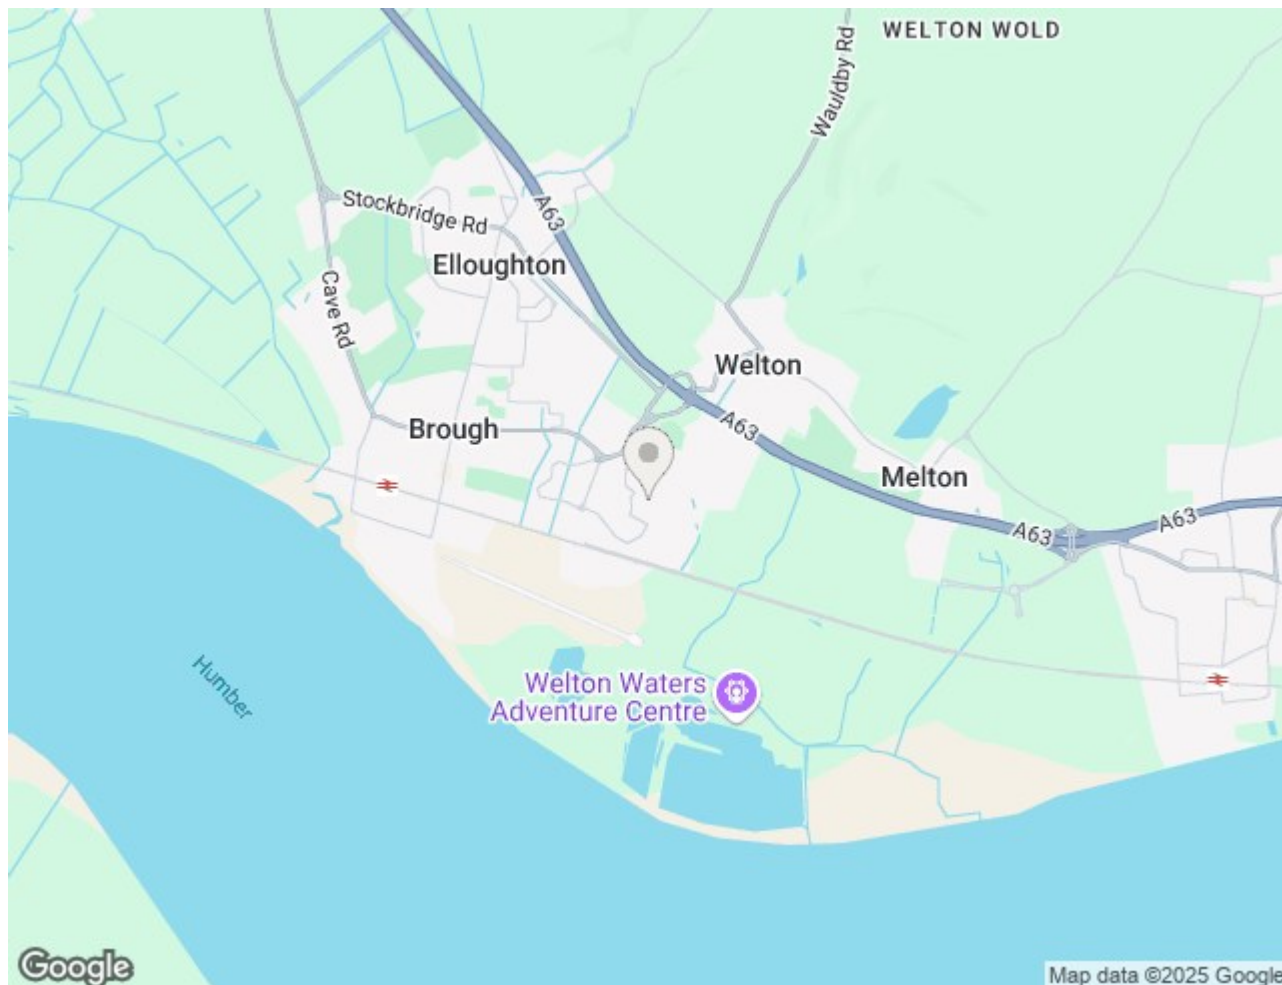 WELTON WOLD
Wauldby Rd
Stockbridge Rd
A63
Elloughton
Cave Rd
Welton
Brough
A63
Melton
A63
A63
Humber
Welton Waters
Adventure Centre
Google
Map data ©2025 Google